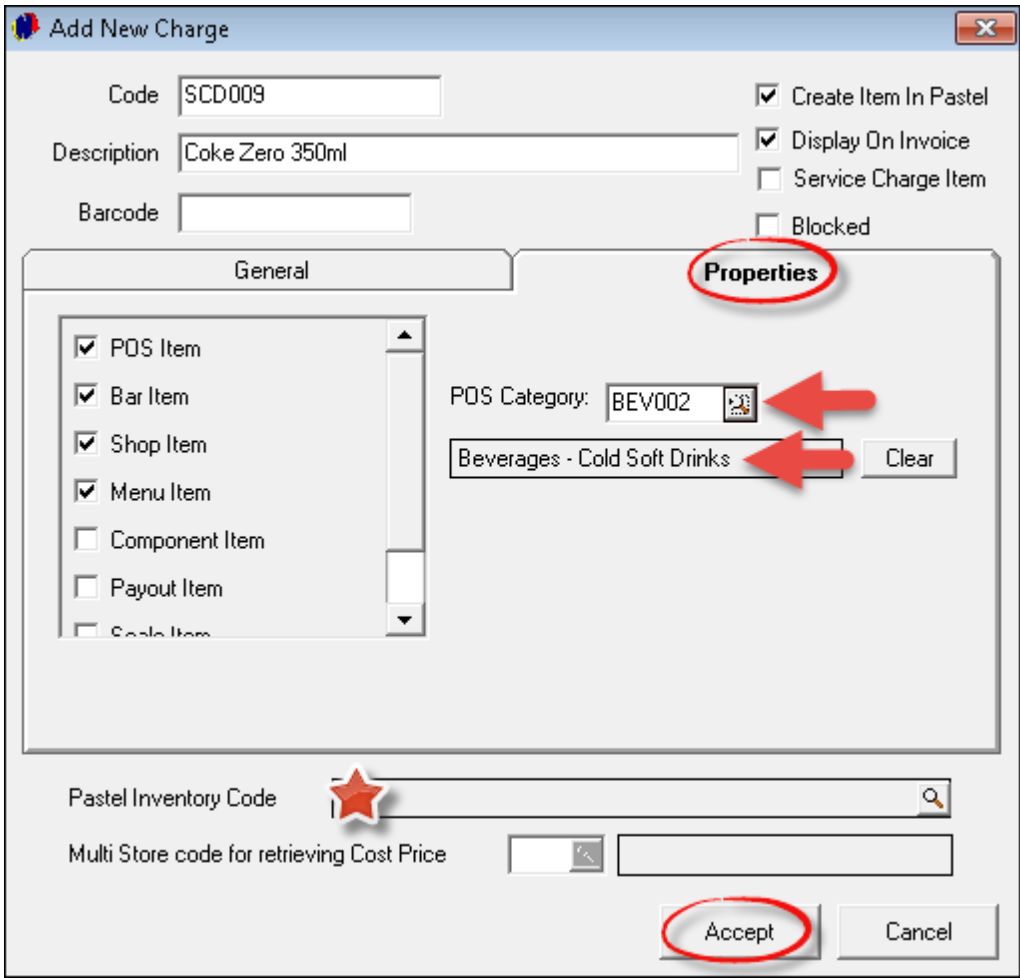 Add New Charge
Code SCD009
Create Item In Pastel
Description Coke Zero 350ml
Display On Invoice
Service Charge Item
Barcode
Blocked
General Properties
POS Item
Bar Item
POS Category: BEV002
Shop Item
Beverages - Cold Soft Drinks Clear
Menu Item
Component Item
Payout Item
Pastel Inventory Code
Multi Store code for retrieving Cost Price
Accept Cancel